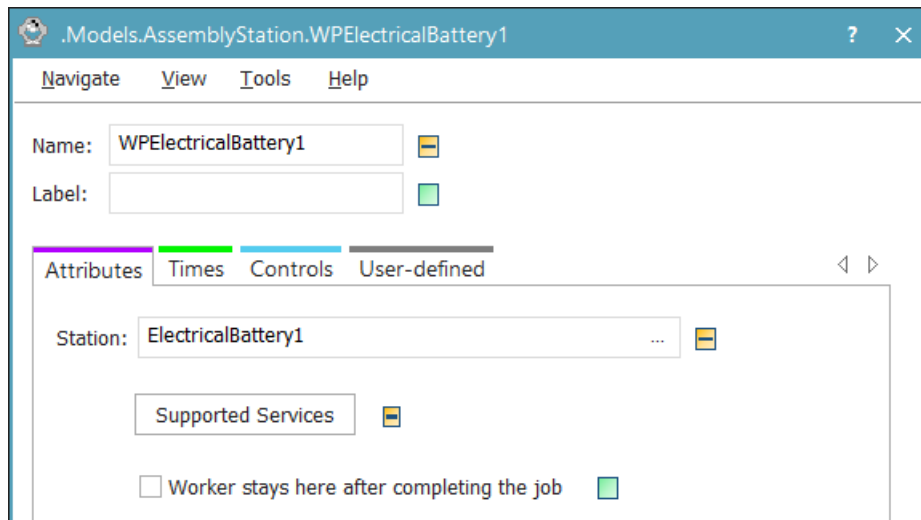 .Models.AssemblyStation.WPElectricalBattery1 ? ×
Navigate View Tools Help
Name: WPElectricalBattery1
Label:
Attributes Times Controls User-defined
Station: ElectricalBattery1 ...
Supported Services
Worker stays here after completing the job